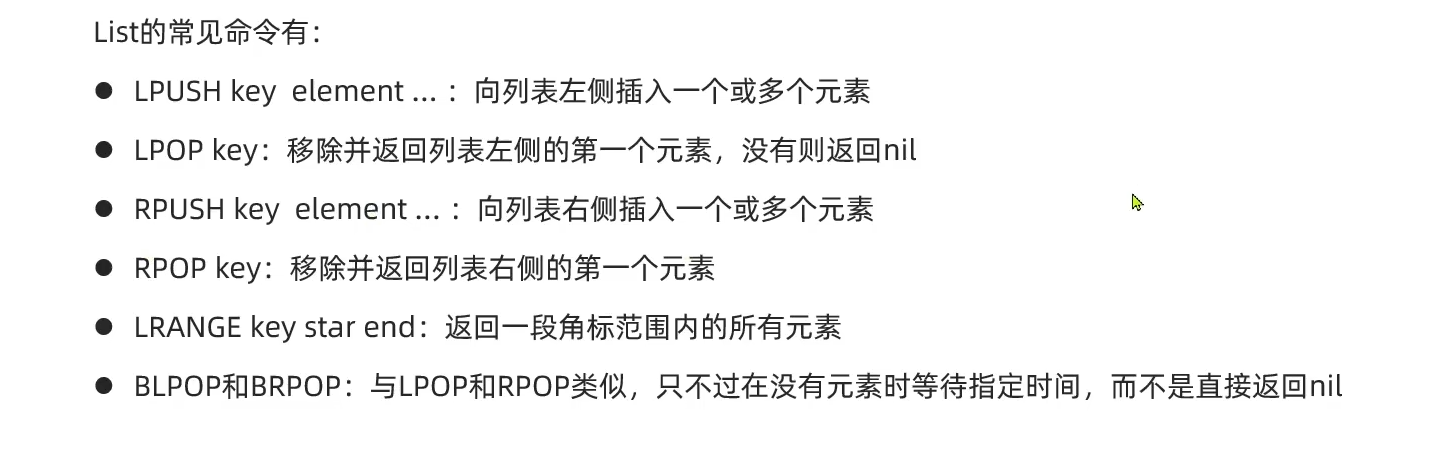 List的常见命令有：
● LPUSH key  element ... ：向列表左侧插入一个或多个元素
● LPOP key：移除并返回列表左侧的第一个元素，没有则返回nil
● RPUSH key  element ... ：向列表右侧插入一个或多个元素
● RPOP key：移除并返回列表右侧的第一个元素
● LRANGE key star end：返回一段角标范围内的所有元素
● BLPOP和BRPOP：与LPOP和RPOP类似，只不过在没有元素时等待指定时间，而不是直接返回nil